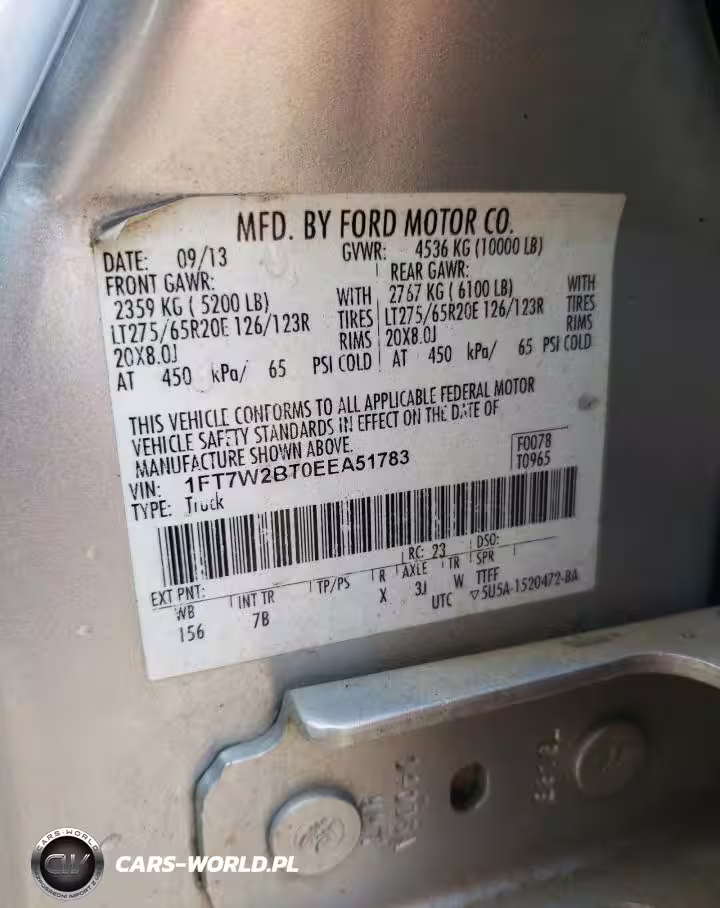 MFD. BY FORD MOTOR CO.
DATE: 09/13 GVWR: 4536 KG (10000 LB)
FRONT GAWR: REAR GAWR:
2359 KG ( 5200 LB) WITH 2767 KG ( 6100 LB) WITH
LT275/65R20E 126/123R TIRES LT275/65R20E 126/123R TIRES
20X8.0J RIMS 20X8.0J RIMS
AT 450 kPa/ 65 PSI COLD AT 450 kPa/ 65 PSI COLD
THIS VEHICLE CONFORMS TO ALL APPLICABLE FEDERAL MOTOR
VEHICLE SAFETY STANDARDS IN EFFECT ON THE DATE OF
MANUFACTURE SHOWN ABOVE.
VIN: 1FT7W2BT0EEA51783
F0078
TYPE: Truck
T0965
EXT PNT: RC: 23 DSO:
WB INT TR TP/PS R AXLE TR SPR
156 7B X 3J W TTFF
UTC ▽5U5A-1520472-BA
CARS-WORLD
CW
CARS-WORLD.PL